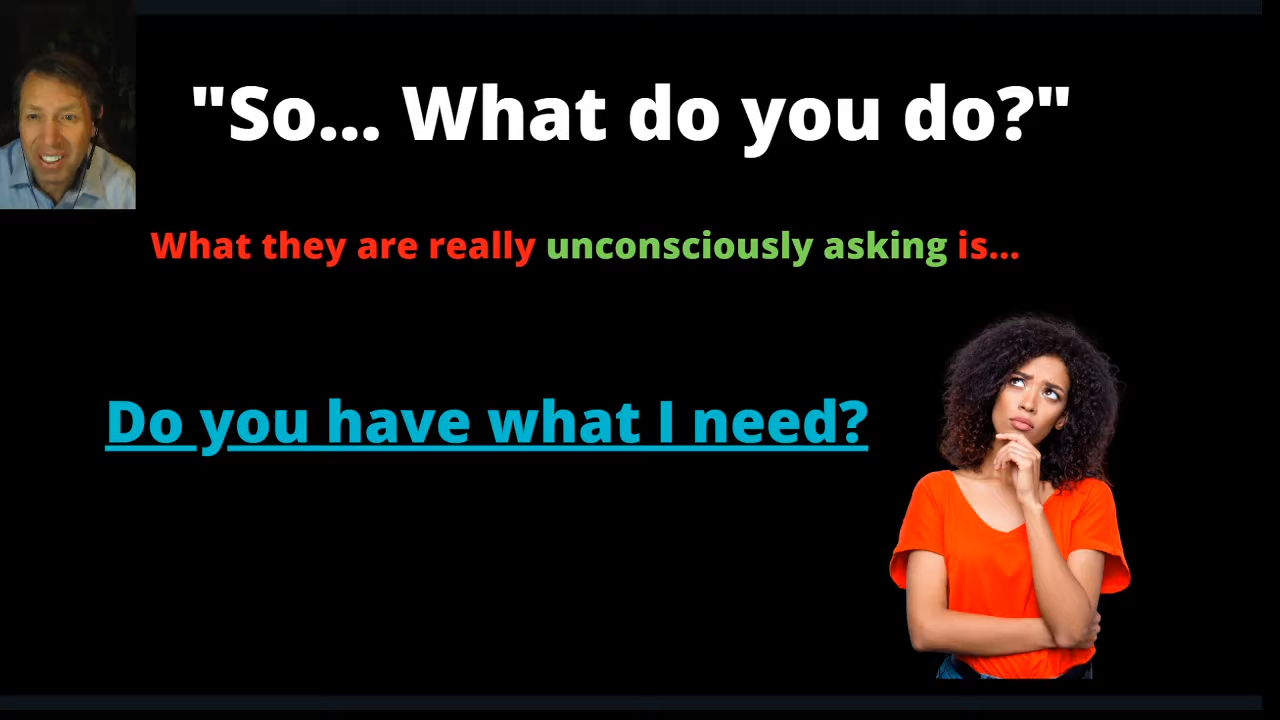 "So... What do you do?"
What they are really unconsciously asking is...
Do you have what I need?